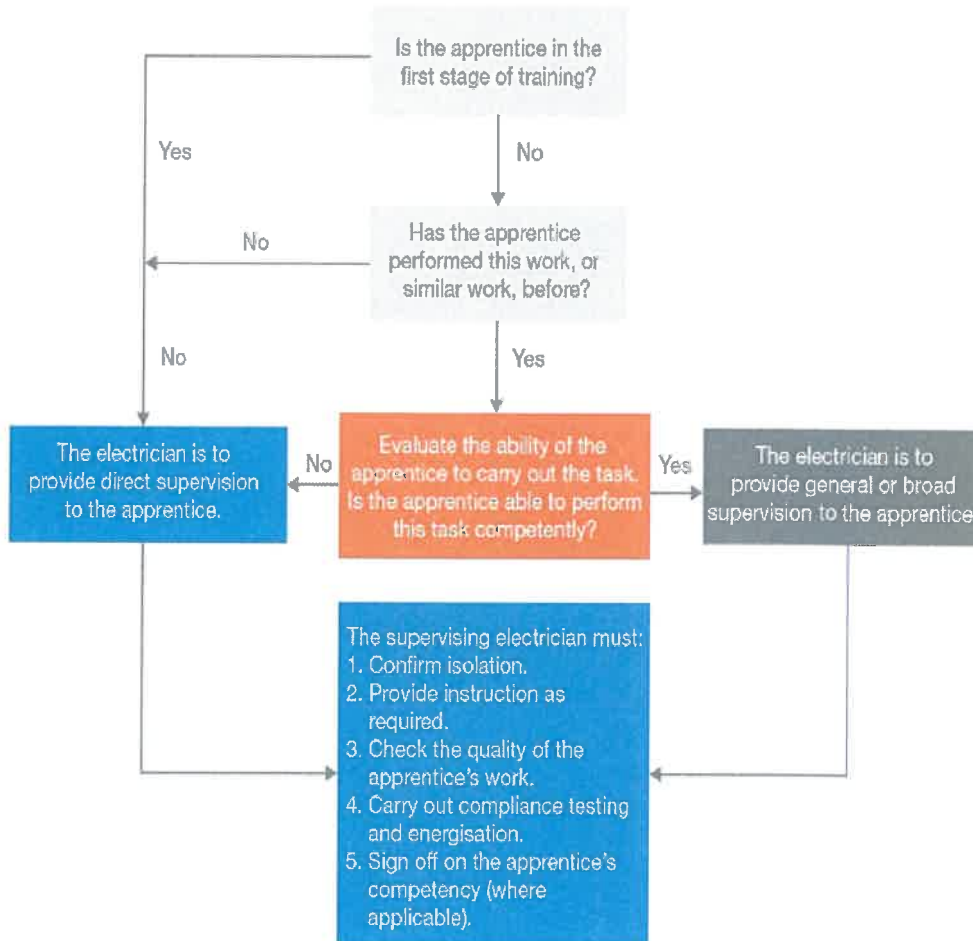 Is the apprentice in the
first stage of training?
Yes
No
Has the apprentice
performed this work, or
similar work, before?
No
No
Yes
The electrician is to
provide direct supervision
to the apprentice.
No
Evaluate the ability of the
apprentice to carry out the task.
Is the apprentice able to perform
this task competently?
Yes
The electrician is to
provide general or broad
supervision to the apprentice
The supervising electrician must:
1. Confirm isolation.
2. Provide instruction as
required.
3. Check the quality of the
apprentice's work.
4. Carry out compliance testing
and energisation.
5. Sign off on the apprentice's
competency (where
applicable).